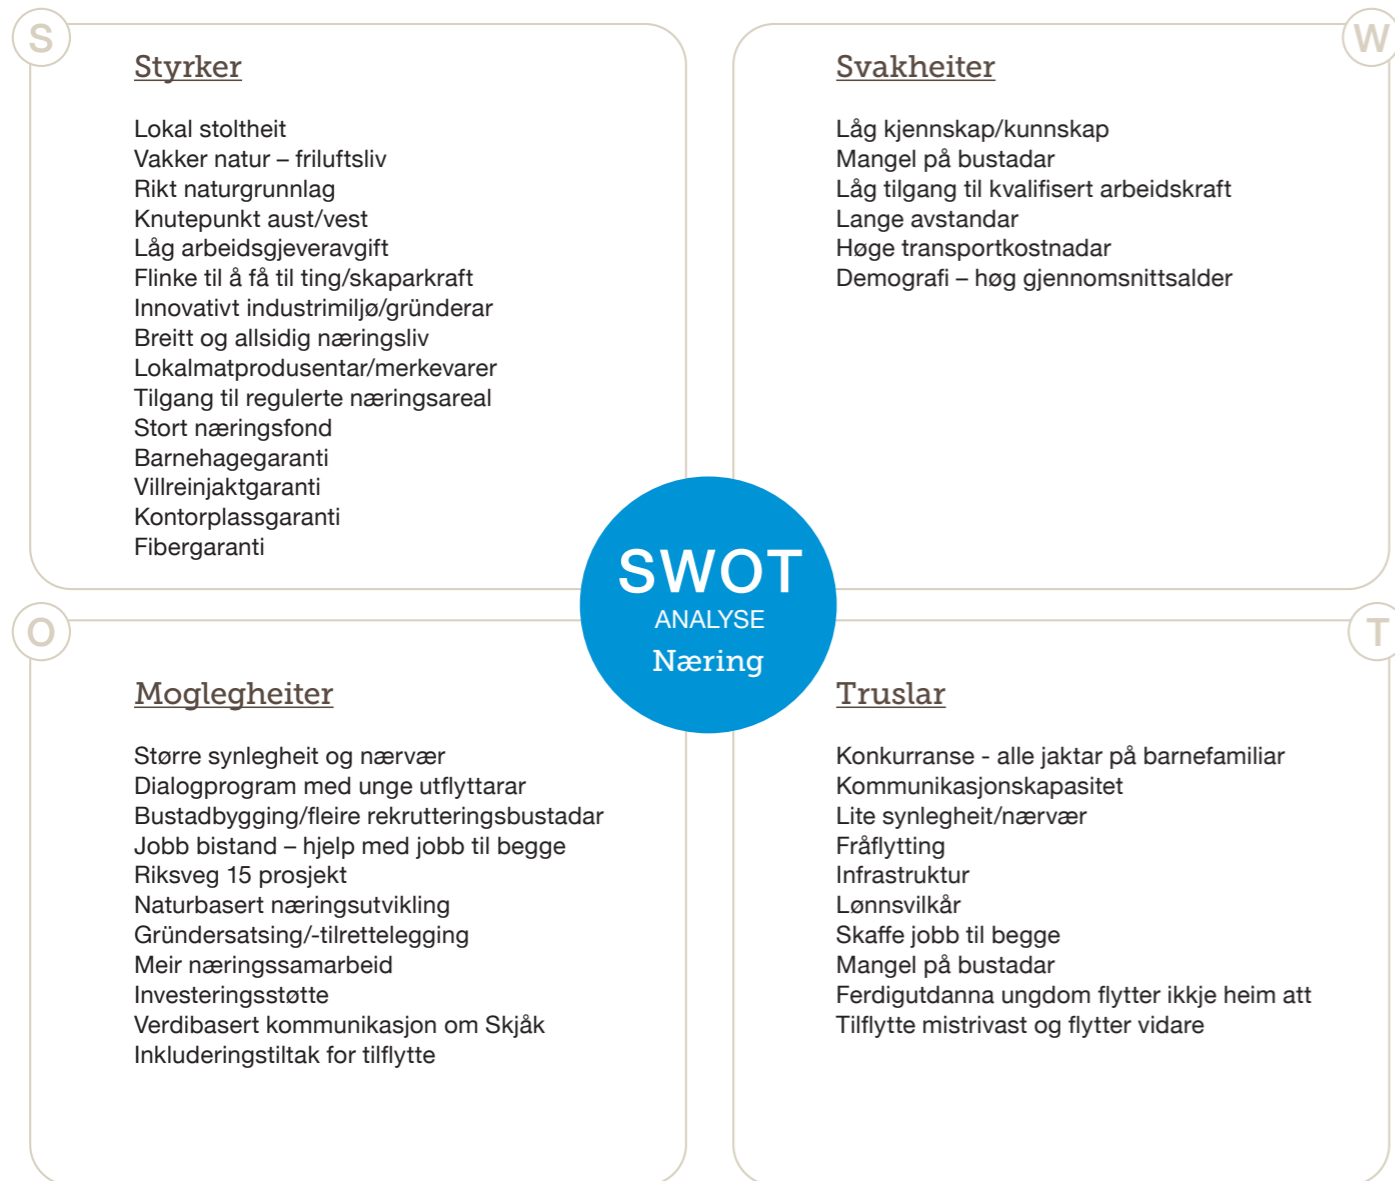 S
Styrker
Lokal stoltheit
Vakker natur – friluftsliv
Rikt naturgrunnlag
Knutepunkt aust/vest
Låg arbeidsgjeveravgift
Flinke til å få til ting/skaparkraft
Innovativt industrimiljø/gründerar
Breitt og allsidig næringsliv
Lokalmatprodusentar/merkevarer
Tilgang til regulerte næringsareal
Stort næringsfond
Barnehagegaranti
Villreinjaktgaranti
Kontorplassgaranti
Fibergaranti
W
Svakheiter
Låg kjennskap/kunnskap
Mangel på bustadar
Låg tilgang til kvalifisert arbeidskraft
Lange avstandar
Høge transportkostnadar
Demografi – høg gjennomsnittsalder
SWOT
ANALYSE
Næring
O
Moglegheiter
Større synlegheit og nærvær
Dialogprogram med unge utflyttarar
Bustadbygging/fleire rekrutteringsbustadar
Jobb bistand – hjelp med jobb til begge
Riksveg 15 prosjekt
Naturbasert næringsutvikling
Gründersatsing/-tilrettelegging
Meir næringssamarbeid
Investeringsstøtte
Verdibasert kommunikasjon om Skjåk
Inkluderingstiltak for tilflytte
T
Truslar
Konkurranse - alle jaktar på barnefamiliar
Kommunikasjonskapasitet
Lite synlegheit/nærvær
Fråflytting
Infrastruktur
Lønnsvilkår
Skaffe jobb til begge
Mangel på bustadar
Ferdigutdanna ungdom flytter ikkje heim att
Tilflytte mistrivast og flytter vidare